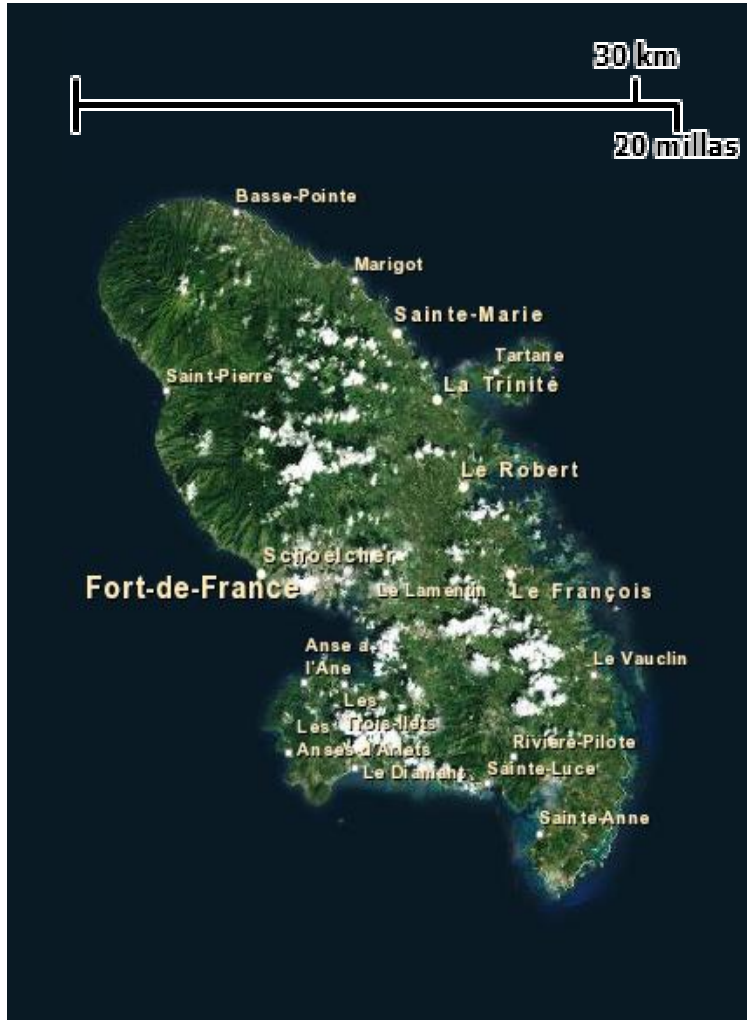 30 km
20 millas
Basse-Pointe
Marigot
Sainte-Marie
Tartane
Saint-Pierre
La Trinité
Le Robert
Schoelcher
Fort-de-France
Le Lamentin
Le François
Anse à
l'Âne
Le Vauclin
Les
Trois-Îlets
Les
Anses d'Arlets
Rivière-Pilote
Le Diamant
Sainte-Luce
Sainte-Anne